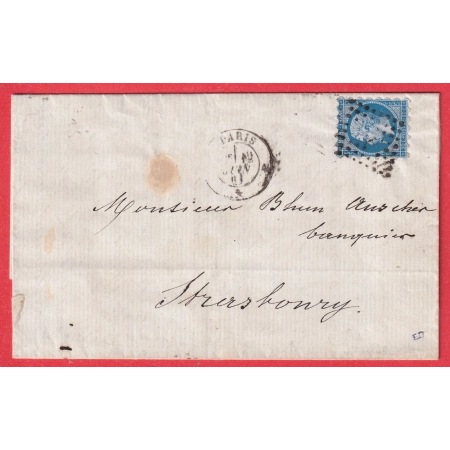 PARIS
Monsieur Blum Auscher
banquier
Strasbourg.